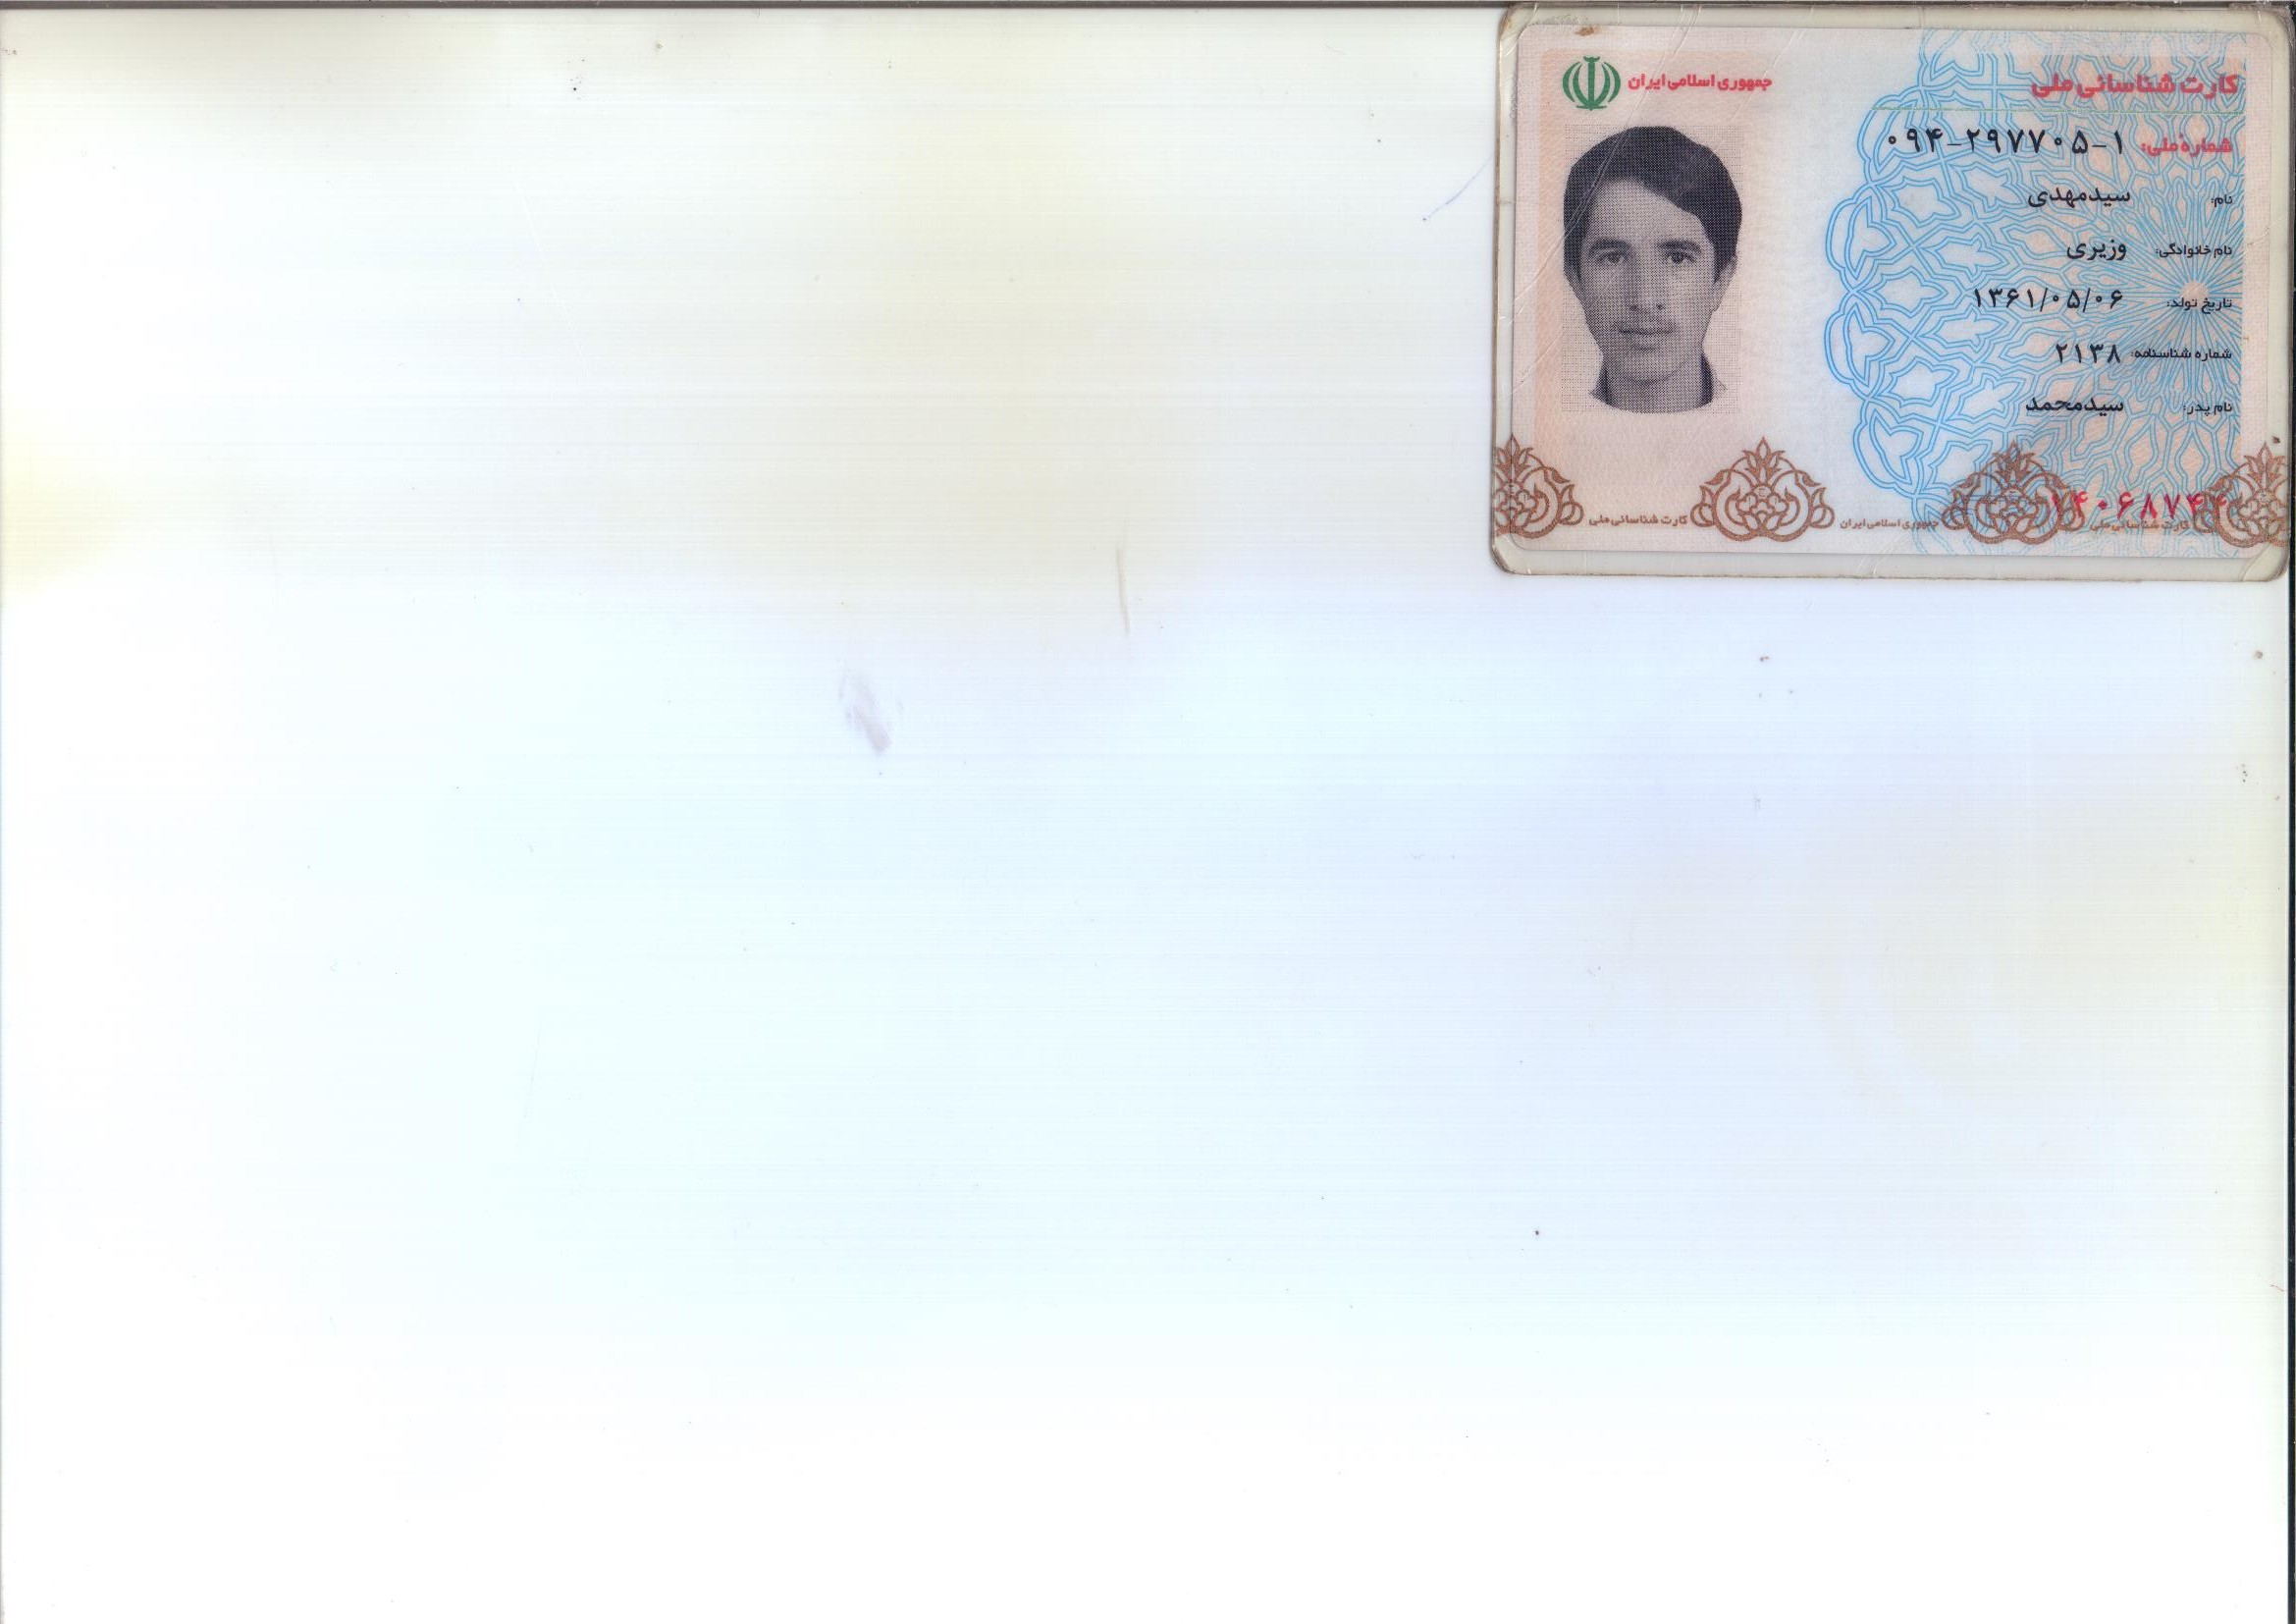 جمهوری اسلامی ایران
کارت شناسائی ملی
شماره ملی: ۰۹۴-۲۹۷۷۰۵-۱
نام: سیدمهدی
نام خانوادگی: وزیری
تاریخ تولد: ۱۳۶۱/۰۵/۰۶
شماره شناسنامه: ۲۱۳۸
نام پدر: سیدمحمد
کارت شناسائی ملی
جمهوری اسلامی ایران
کارت شناسائی ملی